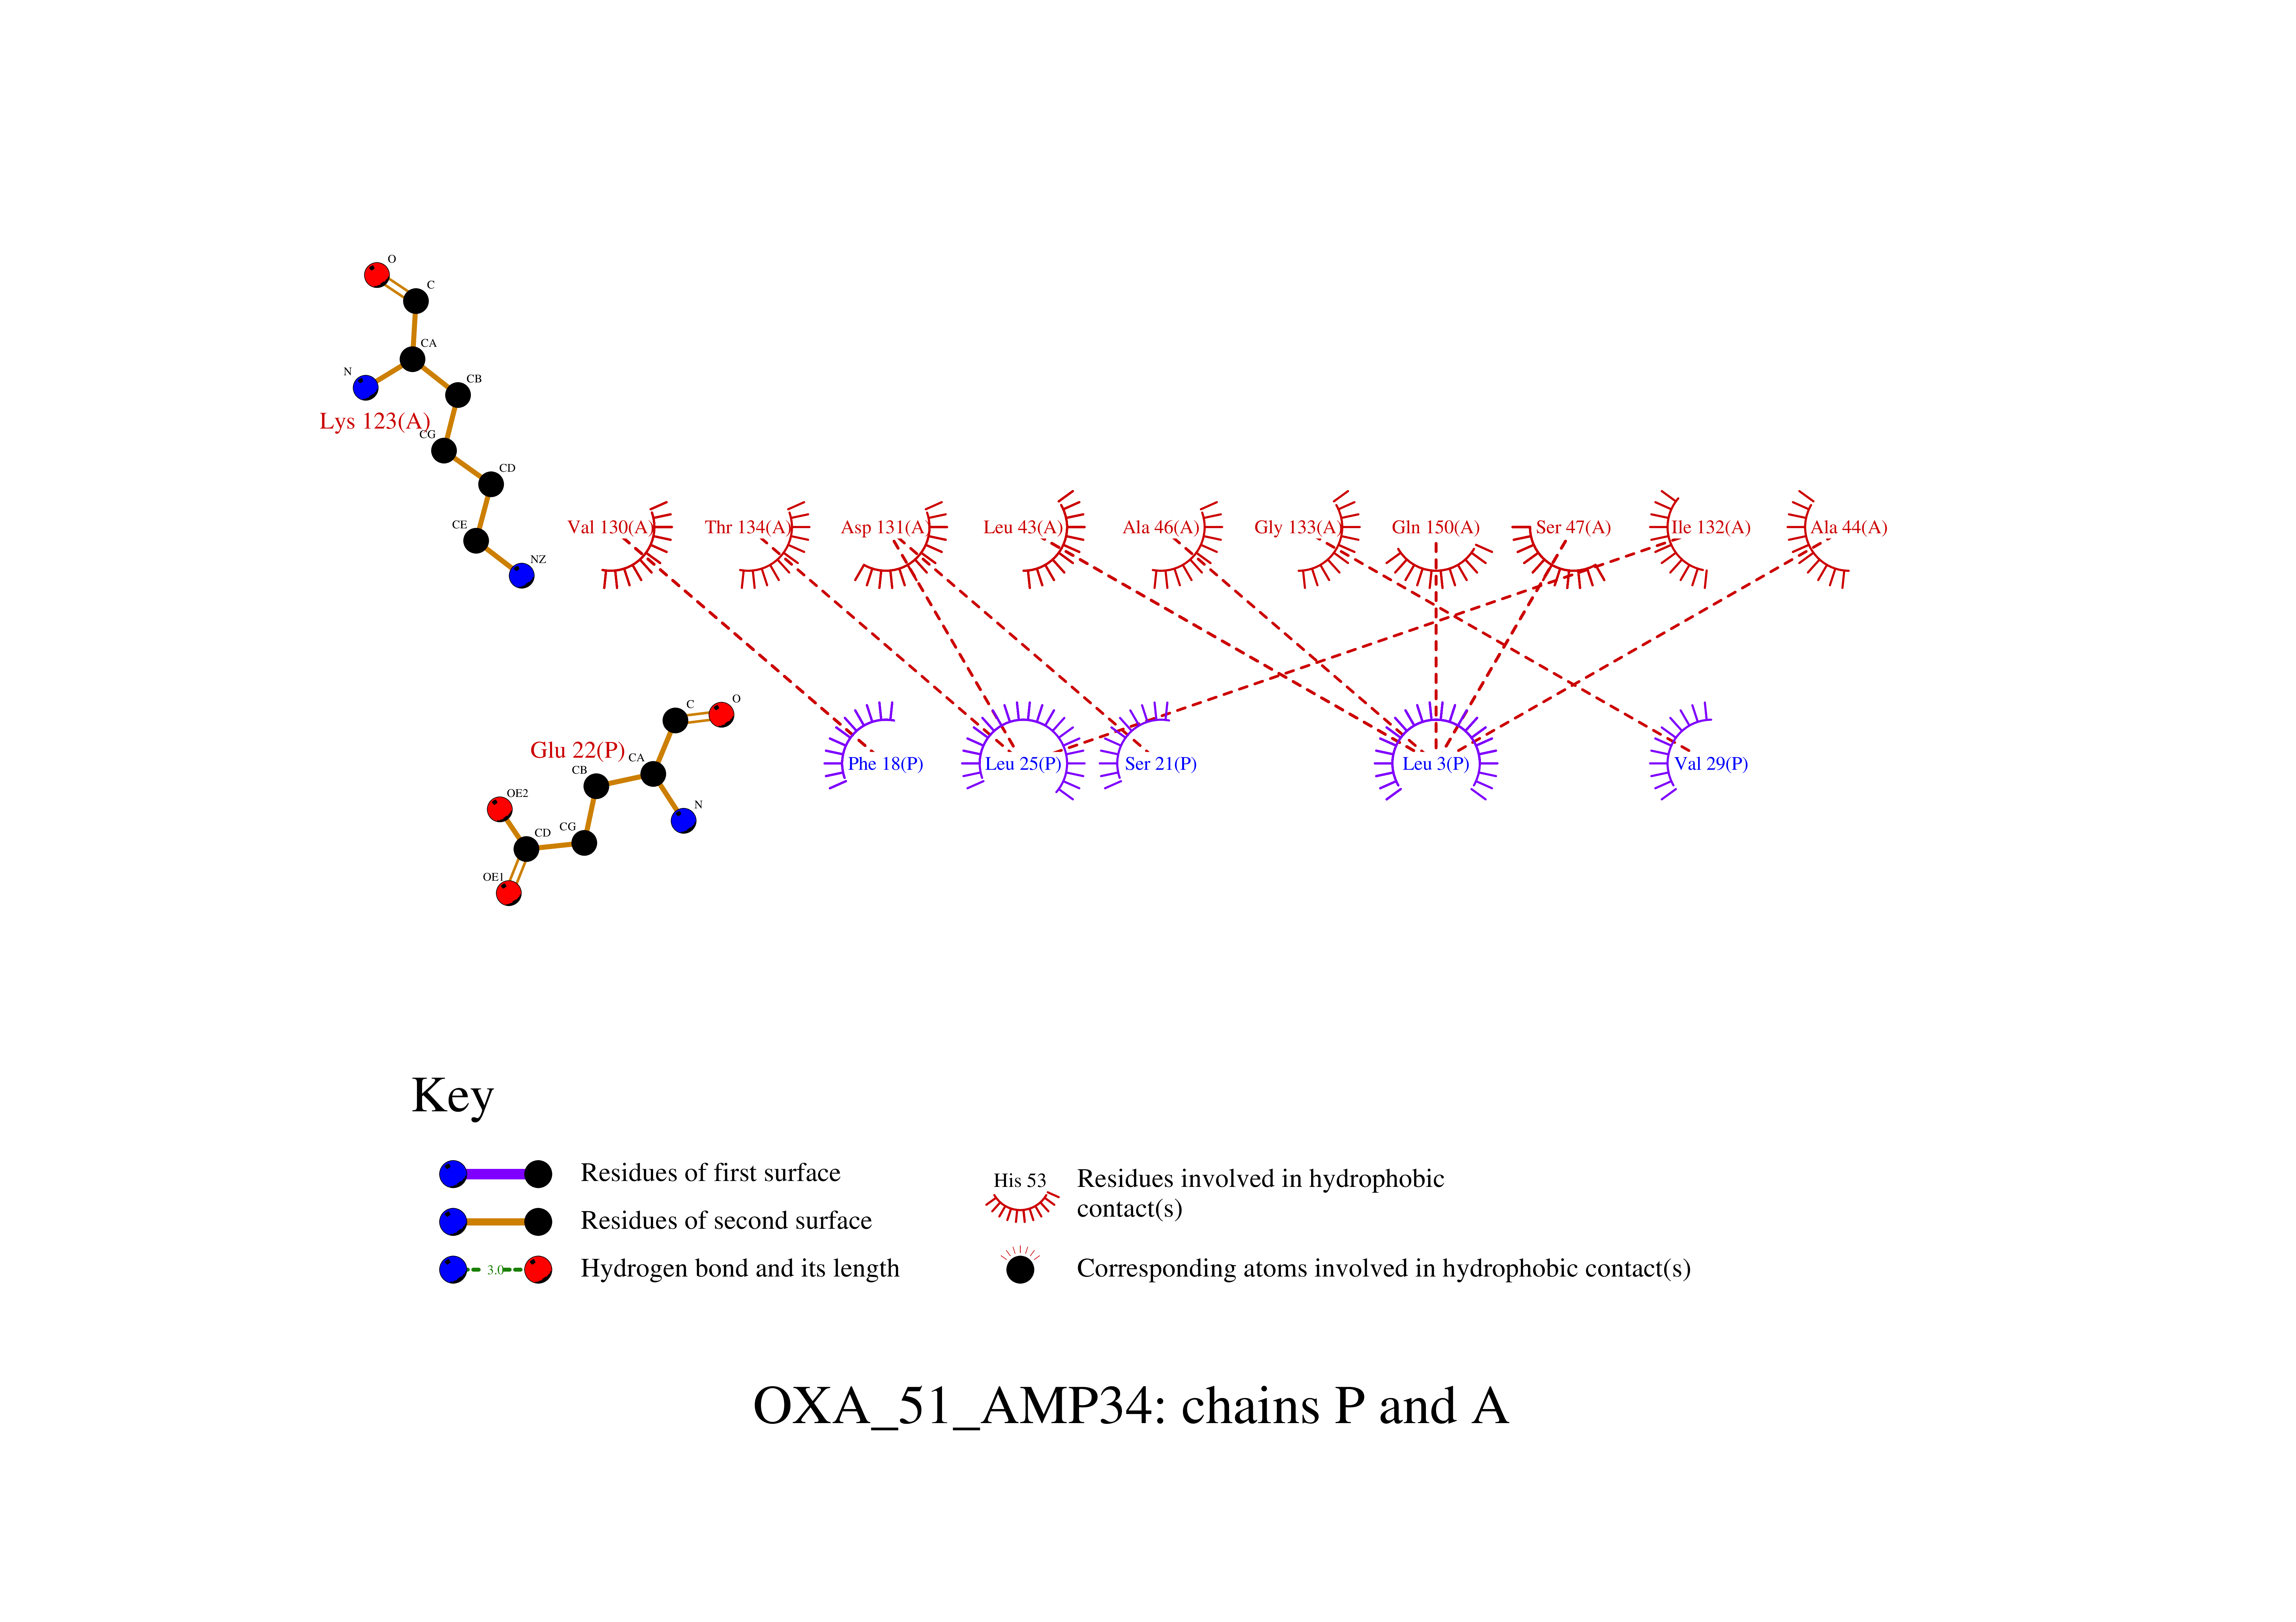 O
C
CA
N
CB
Lys 123(A)
CG
CD
CE
NZ
Val 130(A) Thr 134(A) Asp 131(A) Leu 43(A) Ala 46(A) Gly 133(A) Gln 150(A) Ser 47(A) Ile 132(A) Ala 44(A)
C
O
Glu 22(P)
CA
CB
OE2
N
CG
CD
OE1
Phe 18(P) Leu 25(P) Ser 21(P) Leu 3(P) Val 29(P)
Key
Residues of first surface
Residues of second surface
3.0
Hydrogen bond and its length
His 53
Residues involved in hydrophobic
contact(s)
Corresponding atoms involved in hydrophobic contact(s)
OXA_51_AMP34: chains P and A